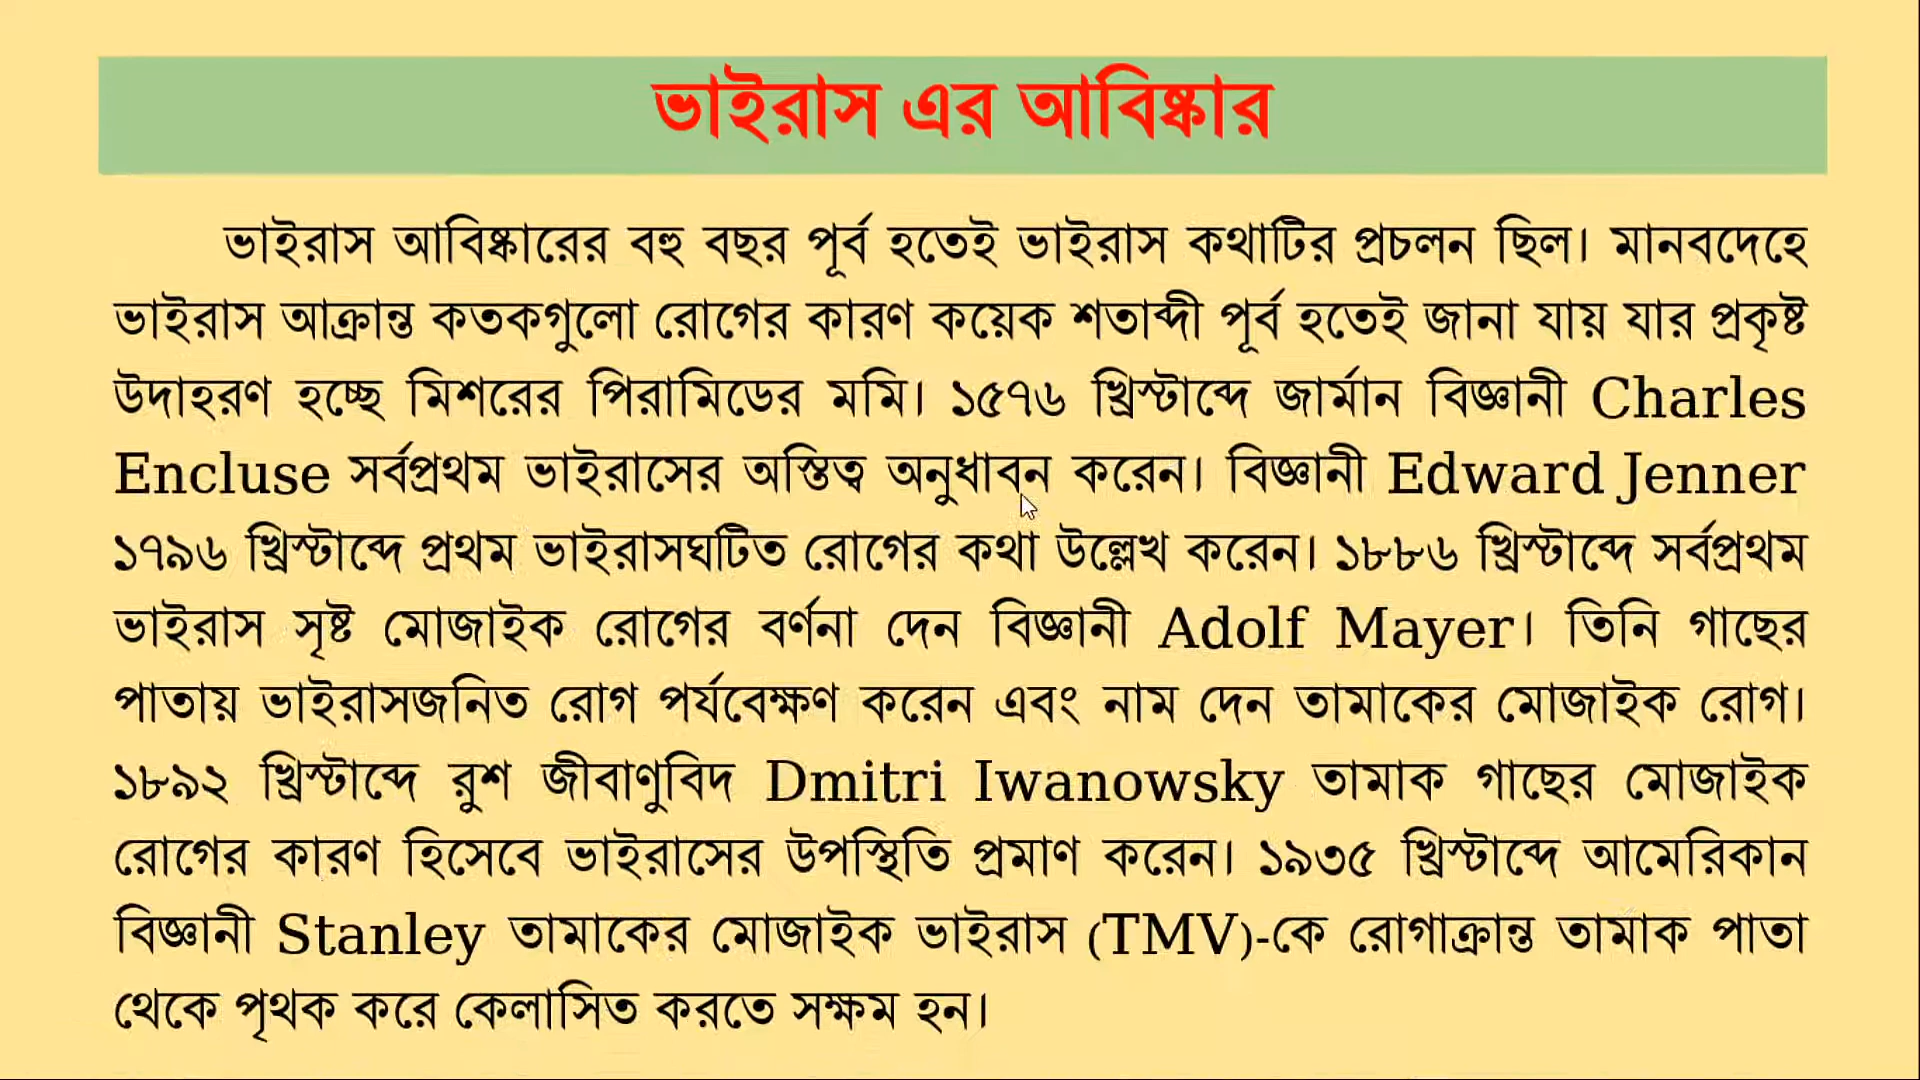 ভাইরাস এর আবিষ্কার
ভাইরাস আবিষ্কারের বহু বছর পূর্ব হতেই ভাইরাস কথাটির প্রচলন ছিল। মানবদেহে
ভাইরাস আক্রান্ত কতকগুলো রোগের কারণ কয়েক শতাব্দী পূর্ব হতেই জানা যায় যার প্রকৃষ্ট
উদাহরণ হচ্ছে মিশরের পিরামিডের মমি। ১৫৭৬ খ্রিস্টাব্দে জার্মান বিজ্ঞানী Charles
Encluse সর্বপ্রথম ভাইরাসের অস্তিত্ব অনুধাবন করেন। বিজ্ঞানী Edward Jenner
১৭৯৬ খ্রিস্টাব্দে প্রথম ভাইরাসঘটিত রোগের কথা উল্লেখ করেন। ১৮৮৬ খ্রিস্টাব্দে সর্বপ্রথম
ভাইরাস সৃষ্ট মোজাইক রোগের বর্ণনা দেন বিজ্ঞানী Adolf Mayer। তিনি গাছের
পাতায় ভাইরাসজনিত রোগ পর্যবেক্ষণ করেন এবং নাম দেন তামাকের মোজাইক রোগ।
১৮৯২ খ্রিস্টাব্দে রুশ জীবাণুবিদ Dmitri Iwanowsky তামাক গাছের মোজাইক
রোগের কারণ হিসেবে ভাইরাসের উপস্থিতি প্রমাণ করেন। ১৯৩৫ খ্রিস্টাব্দে আমেরিকান
বিজ্ঞানী Stanley তামাকের মোজাইক ভাইরাস (TMV)-কে রোগাক্রান্ত তামাক পাতা
থেকে পৃথক করে কেলাসিত করতে সক্ষম হন।